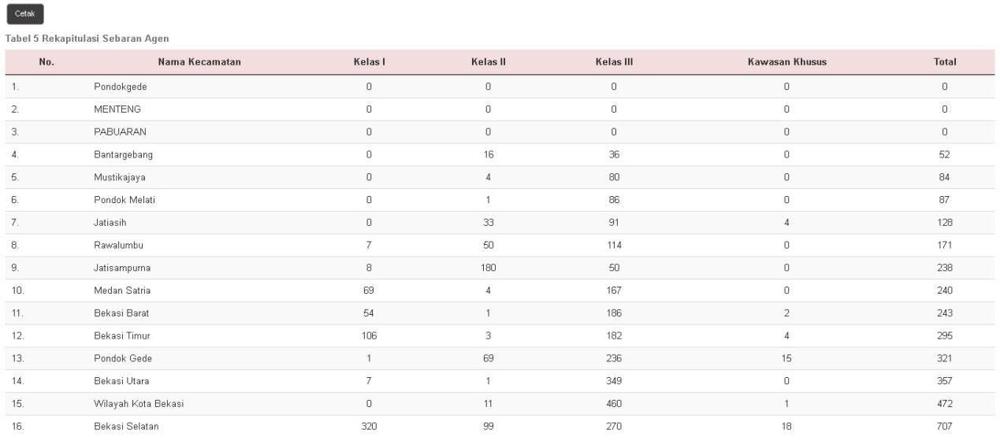 Cetak
Tabel 5 Rekapitulasi Sebaran Agen
No. Nama Kecamatan Kelas I Kelas II Kelas III Kawasan Khusus Total
1. Pondokgede 0 0 0 0 0
2. MENTENG 0 0 0 0 0
3. PABUARAN 0 0 0 0 0
4. Bantargebang 0 16 36 0 52
5. Mustikajaya 0 4 80 0 84
6. Pondok Melati 0 1 86 0 87
7. Jatiasih 0 33 91 4 128
8. Rawalumbu 7 50 114 0 171
9. Jatisampurna 8 180 50 0 238
10. Medan Satria 69 4 167 0 240
11. Bekasi Barat 54 1 186 2 243
12. Bekasi Timur 106 3 182 4 295
13. Pondok Gede 1 69 236 15 321
14. Bekasi Utara 7 1 349 0 357
15. Wilayah Kota Bekasi 0 11 460 1 472
16. Bekasi Selatan 320 99 270 18 707